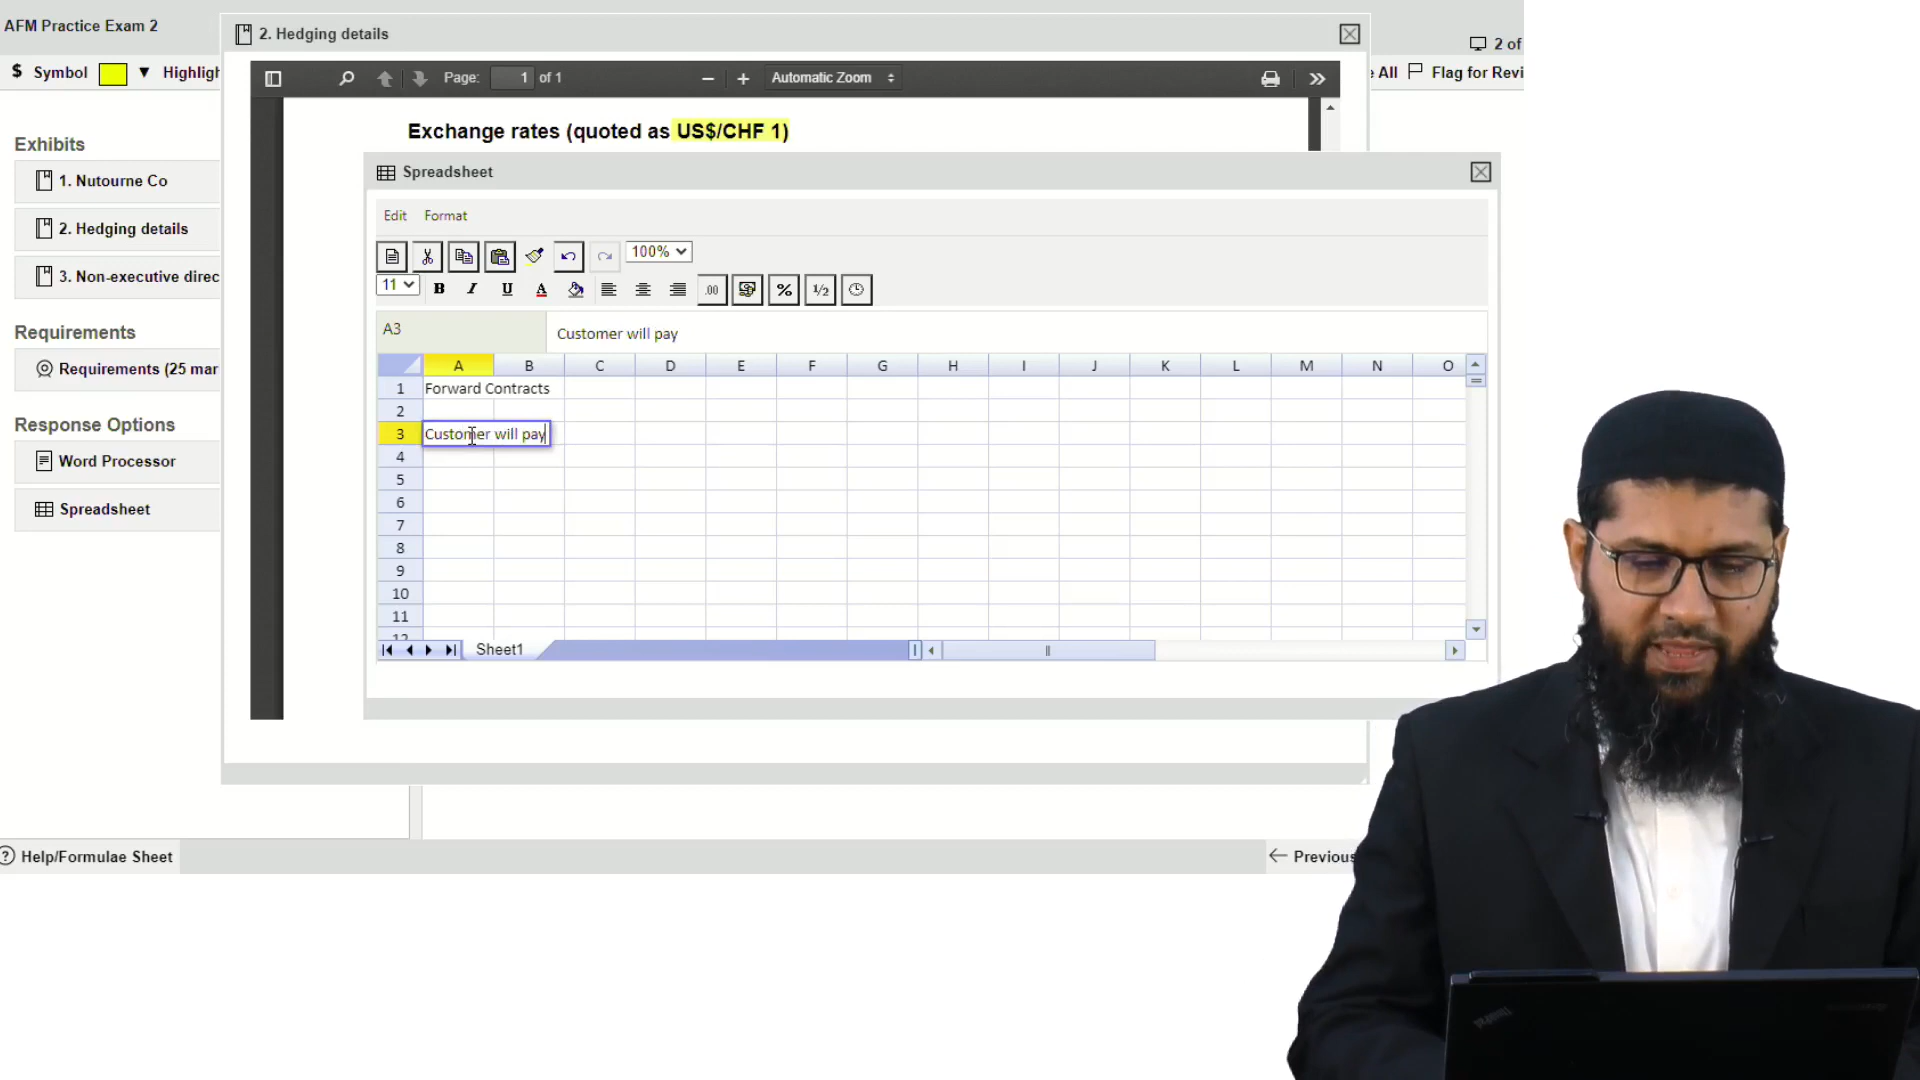 AFM Practice Exam 2
2. Hedging details
2 of
$ Symbol
Highligh
e All
Flag for Revi
Page: 1 of 1
Automatic Zoom
Exhibits
1. Nutourne Co
2. Hedging details
3. Non-executive direc
Requirements
Requirements (25 mar
Response Options
Word Processor
Spreadsheet
Exchange rates (quoted as US$/CHF 1)
Spreadsheet
Edit Format
100%
11 B I U A .00 % 1/2
A3 Customer will pay
A B C D E F G H I J K L M N O
1 Forward Contracts
2
3 Customer will pay
4
5
6
7
8
9
10
11
12
Sheet1
Help/Formulae Sheet
Previous
ThinkPad